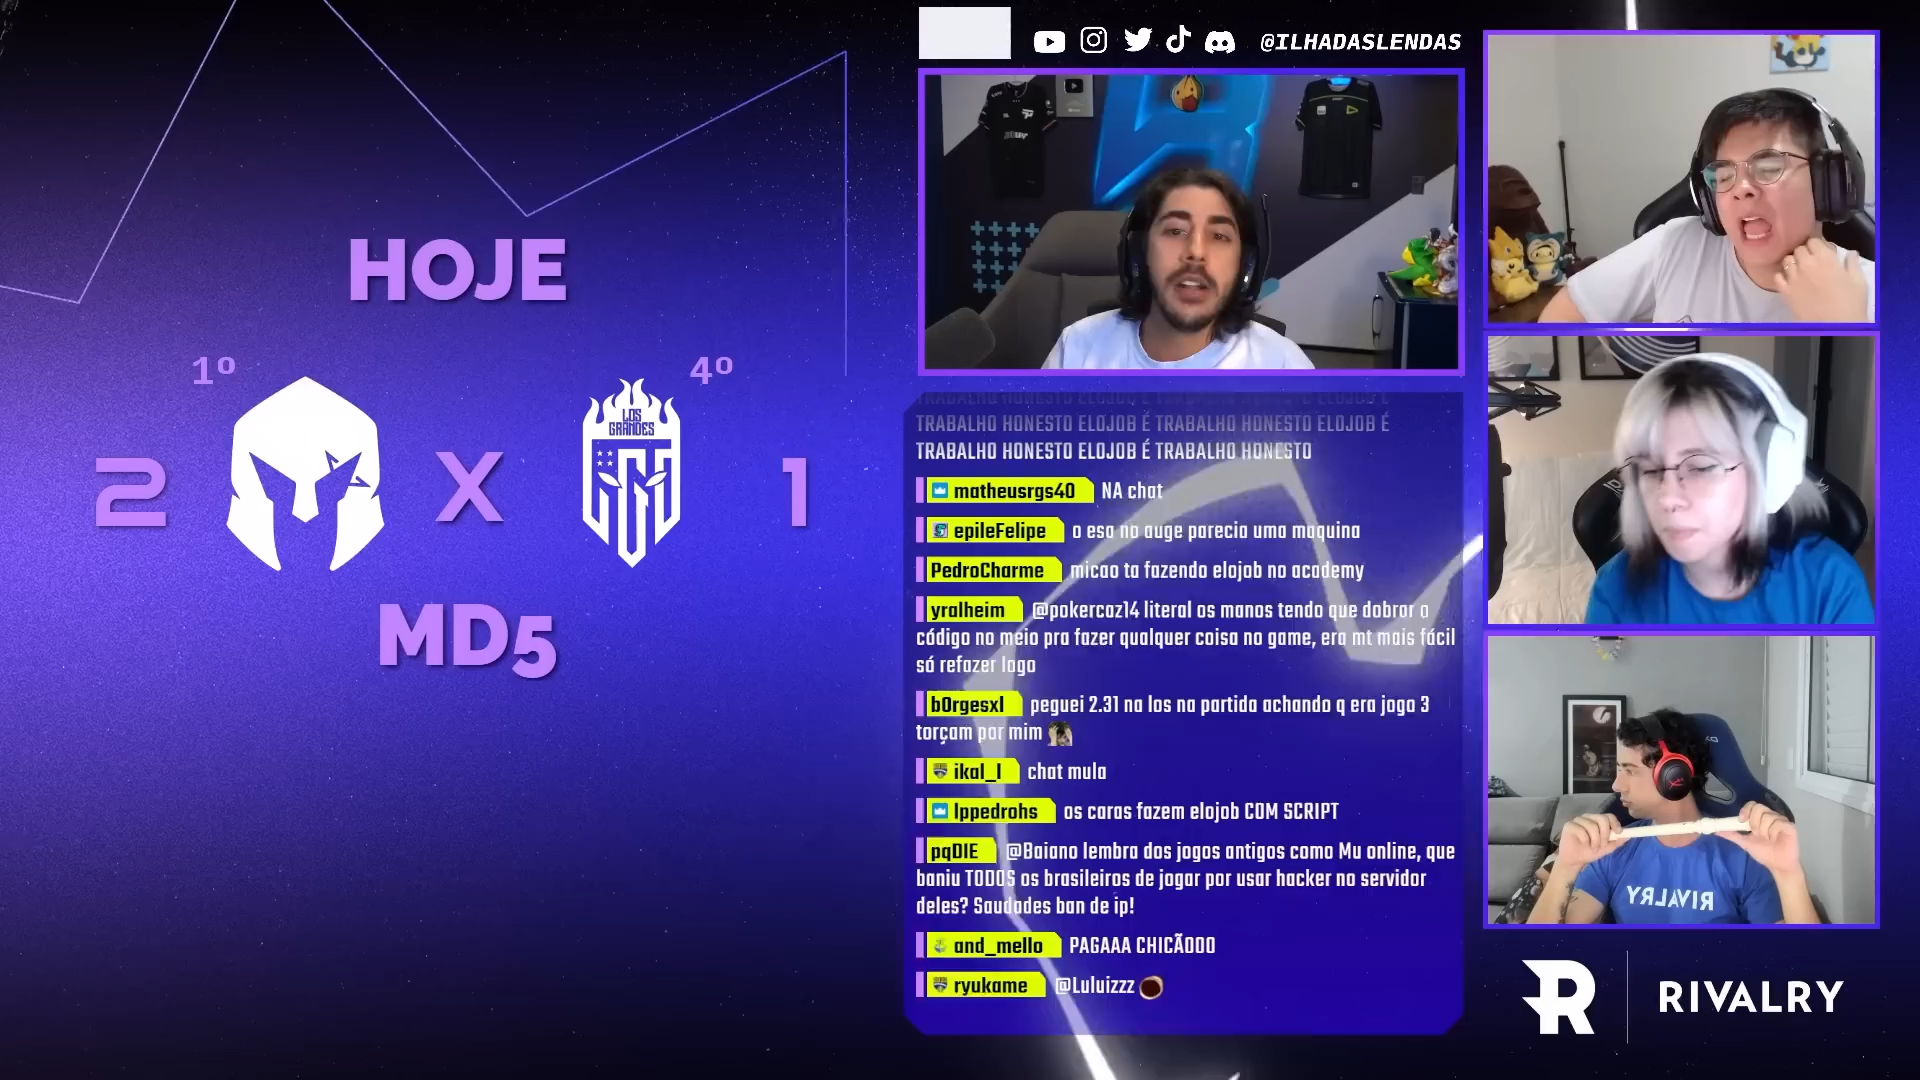 @ILHADASLENDAS
HOJE
1º
4º
2
LOS
GRANDES
X
1
MD5
TRABALHO HONESTO ELOJOB É TRABALHO HONESTO ELOJOB É
TRABALHO HONESTO ELOJOB É TRABALHO HONESTO
matheusrgs40 NA chat
epileFelipe o esa no auge parecia uma maquina
PedroCharme micao ta fazendo elojob no academy
yralheim @pokercaz14 literal os manos tendo que dobrar o
código no meio pra fazer qualquer coisa no game, era mt mais fácil
só refazer logo
b0rgesxl peguei 2.31 na los na partida achando q era jogo 3
torçam por mim
ikal_l chat mula
lppedrohs os caras fazem elojob COM SCRIPT
pqDIE @Baiano lembra dos jogos antigos como Mu online, que
baniu TODOS os brasileiros de jogar por usar hacker no servidor
deles? Saudades ban de ip!
and_mello PAGAAA CHICÃOOO
ryukame @Luluizzz
RIVALRY
R
RIVALRY